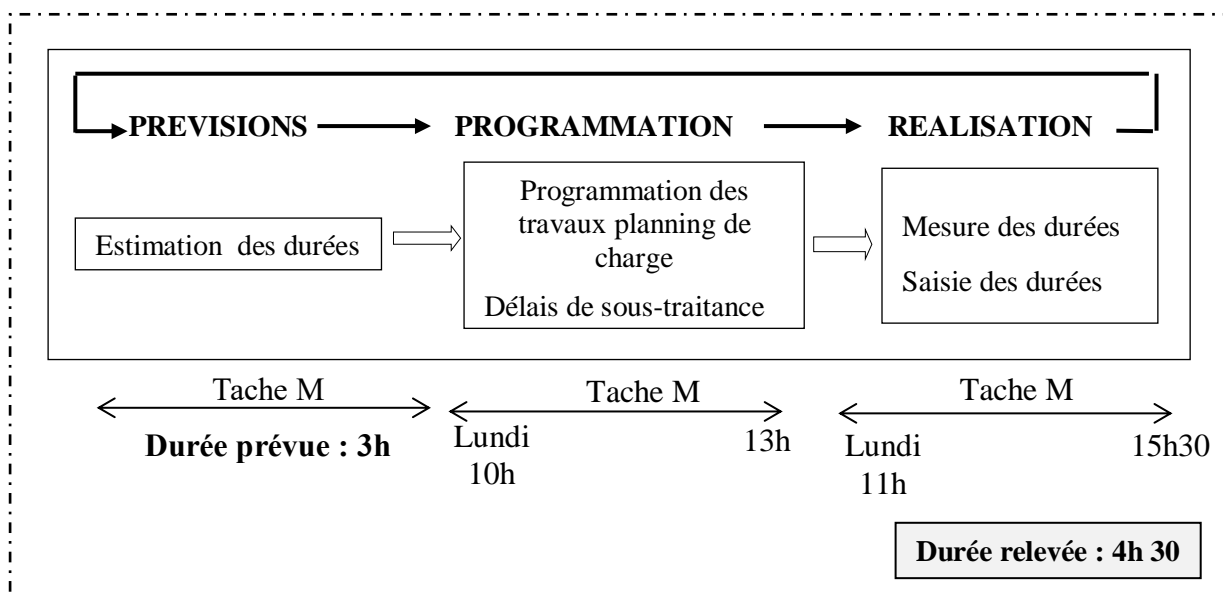 PREVISIONS
PROGRAMMATION
REALISATION
Estimation des durées
Programmation des
travaux planning de
charge
Délais de sous-traitance
Mesure des durées
Saisie des durées
Tache M
Durée prévue : 3h
Tache M
Lundi
10h
13h
Tache M
Lundi
11h
15h30
Durée relevée : 4h 30